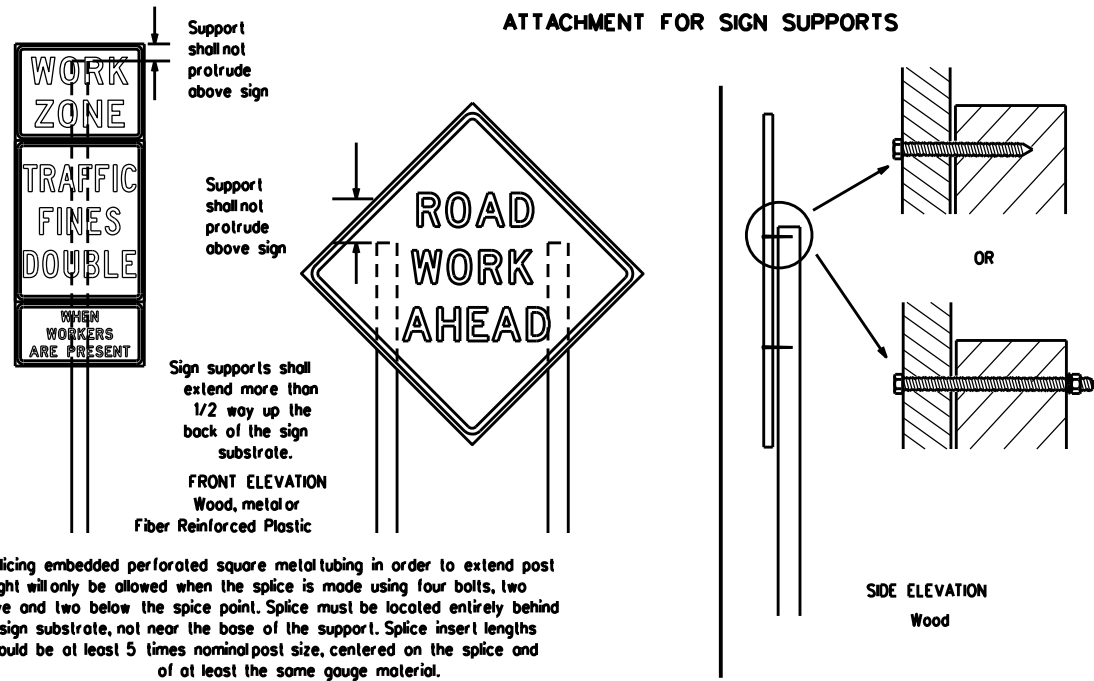 ATTACHMENT FOR SIGN SUPPORTS
Support
shall not
protrude
above sign
WORK
ZONE
TRAFFIC
FINES
DOUBLE
WHEN
WORKERS
ARE PRESENT
Support
shall not
protrude
above sign
ROAD
WORK
AHEAD
Sign supports shall
extend more than
1/2 way up the
back of the sign
substrate.
FRONT ELEVATION
Wood, metal or
Fiber Reinforced Plastic
OR
SIDE ELEVATION
Wood
licing embedded perforated square metal tubing in order to extend post
ght will only be allowed when the splice is made using four bolts, two
ve and two below the spice point. Splice must be located entirely behind
sign substrate, not near the base of the support. Splice insert lengths
ould be at least 5 times nominal post size, centered on the splice and
of at least the same gauge material.